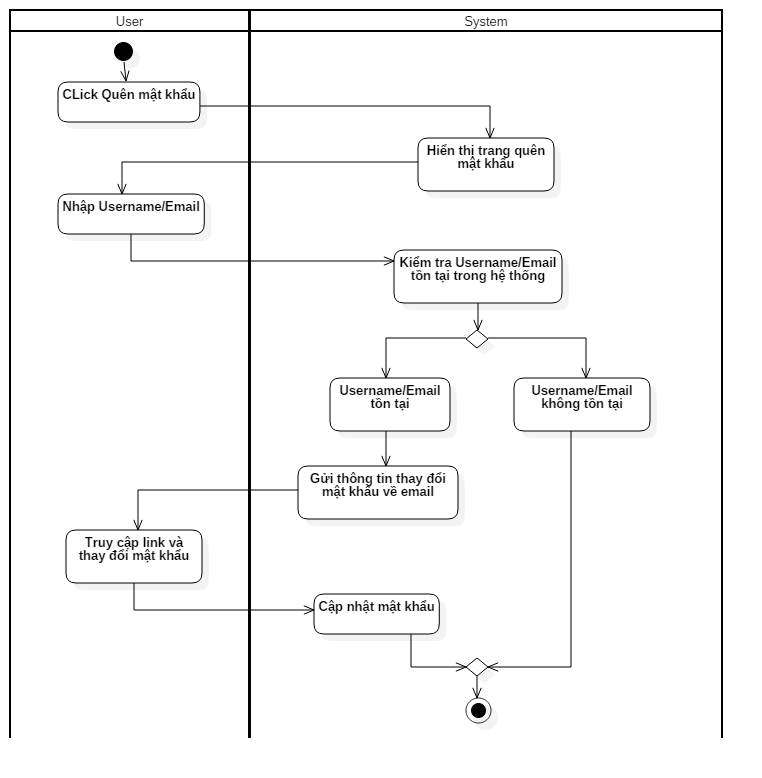 User
System
CLick Quên mật khẩu
Hiển thị trang quên
mật khẩu
Nhập Username/Email
Kiểm tra Username/Email
tồn tại trong hệ thống
Username/Email
tồn tại
Username/Email
không tồn tại
Gửi thông tin thay đổi
mật khẩu về email
Truy cập link và
thay đổi mật khẩu
Cập nhật mật khẩu